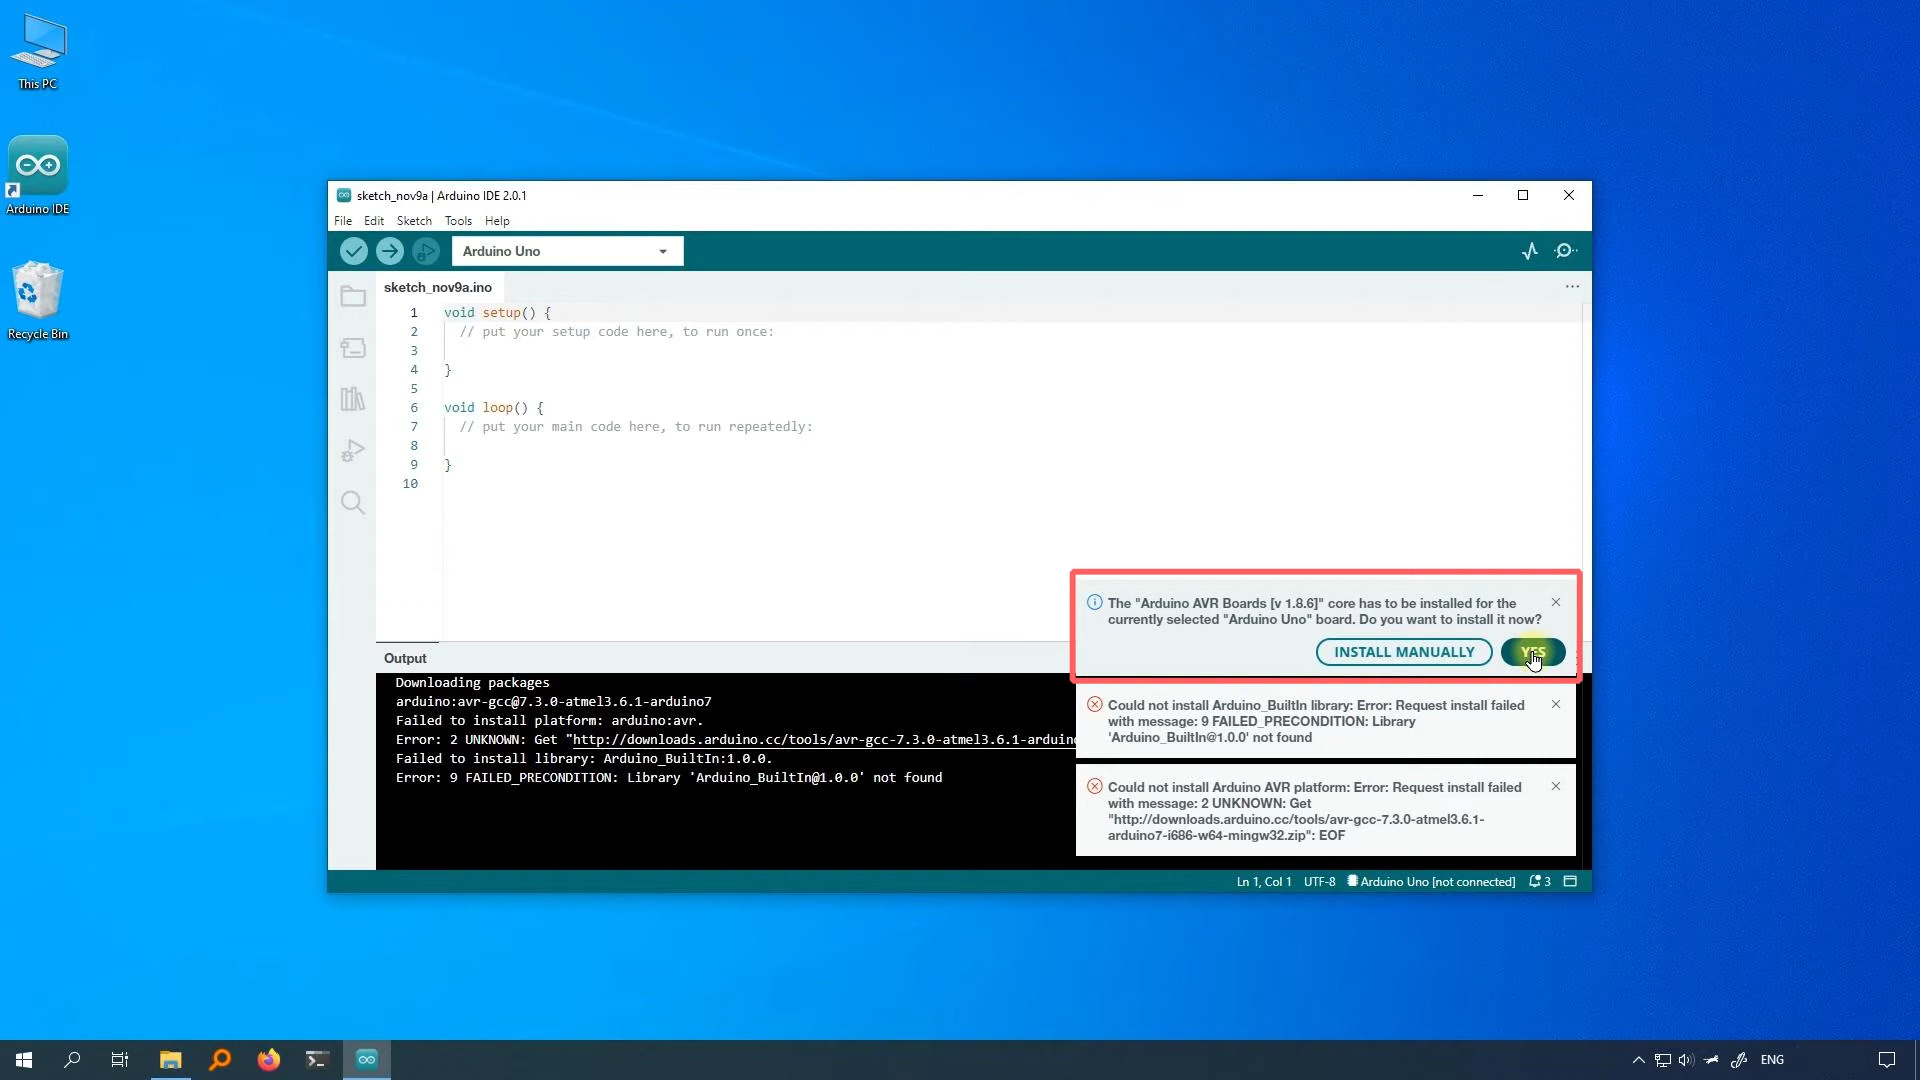 This PC
Arduino IDE
Recycle Bin
sketch_nov9a | Arduino IDE 2.0.1
File Edit Sketch Tools Help
Arduino Uno
sketch_nov9a.ino
1 void setup() {
2 // put your setup code here, to run once:
3
4 }
5
6 void loop() {
7 // put your main code here, to run repeatedly:
8
9 }
10
The "Arduino AVR Boards [v 1.8.6]" core has to be installed for the
currently selected "Arduino Uno" board. Do you want to install it now?
INSTALL MANUALLY YES
Output
Downloading packages
arduino:avr-gcc@7.3.0-atmel3.6.1-arduino7
Failed to install platform: arduino:avr.
Error: 2 UNKNOWN: Get "http://downloads.arduino.cc/tools/avr-gcc-7.3.0-atmel3.6.1-arduino
Failed to install library: Arduino_BuiltIn:1.0.0.
Error: 9 FAILED_PRECONDITION: Library 'Arduino_BuiltIn@1.0.0' not found
Could not install Arduino_BuiltIn library: Error: Request install failed
with message: 9 FAILED_PRECONDITION: Library
'Arduino_BuiltIn@1.0.0' not found
Could not install Arduino AVR platform: Error: Request install failed
with message: 2 UNKNOWN: Get
"http://downloads.arduino.cc/tools/avr-gcc-7.3.0-atmel3.6.1-
arduino7-i686-w64-mingw32.zip": EOF
Ln 1, Col 1 UTF-8 Arduino Uno [not connected] 3
ENG